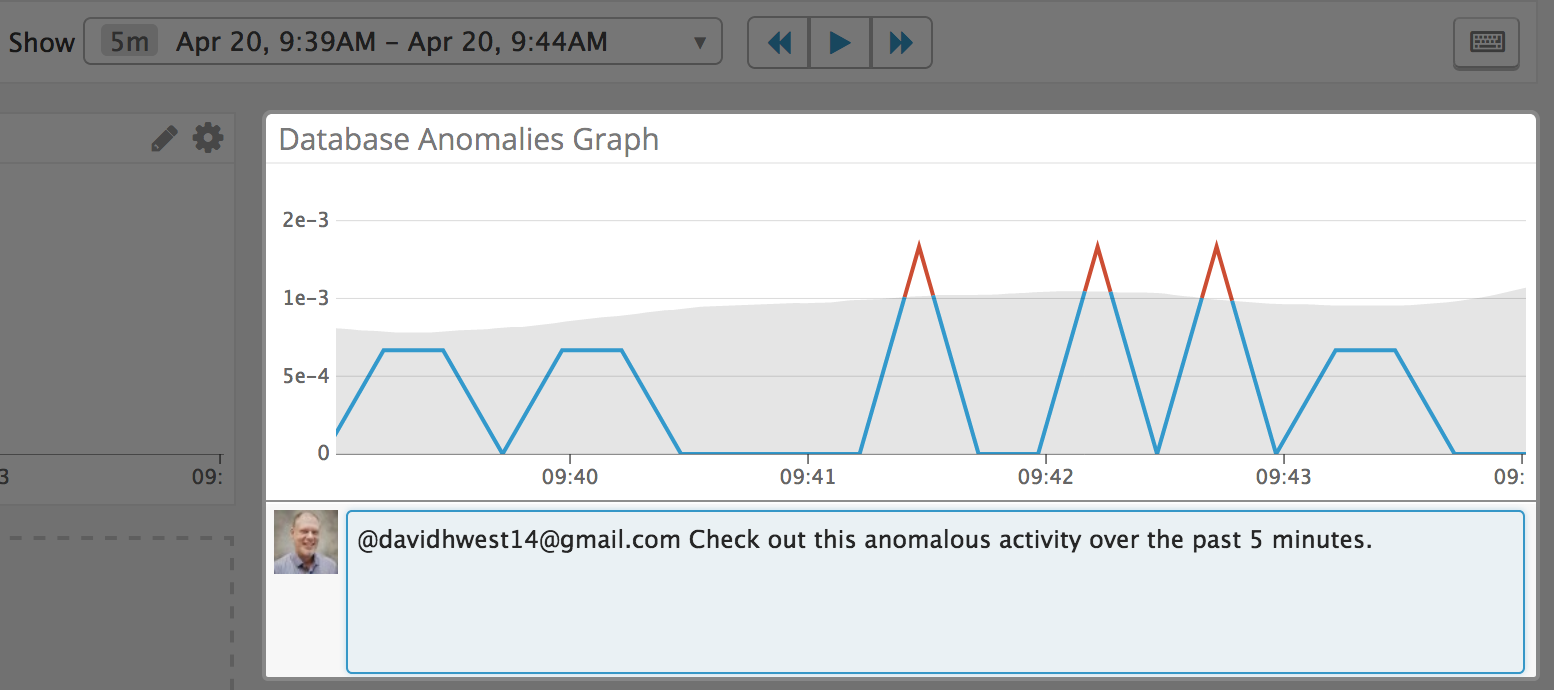 Show 5m Apr 20, 9:39AM – Apr 20, 9:44AM
Database Anomalies Graph
2e−3
1e−3
5e−4
0
3 09: 09:40 09:41 09:42 09:43 09:
@davidhwest14@gmail.com Check out this anomalous activity over the past 5 minutes.